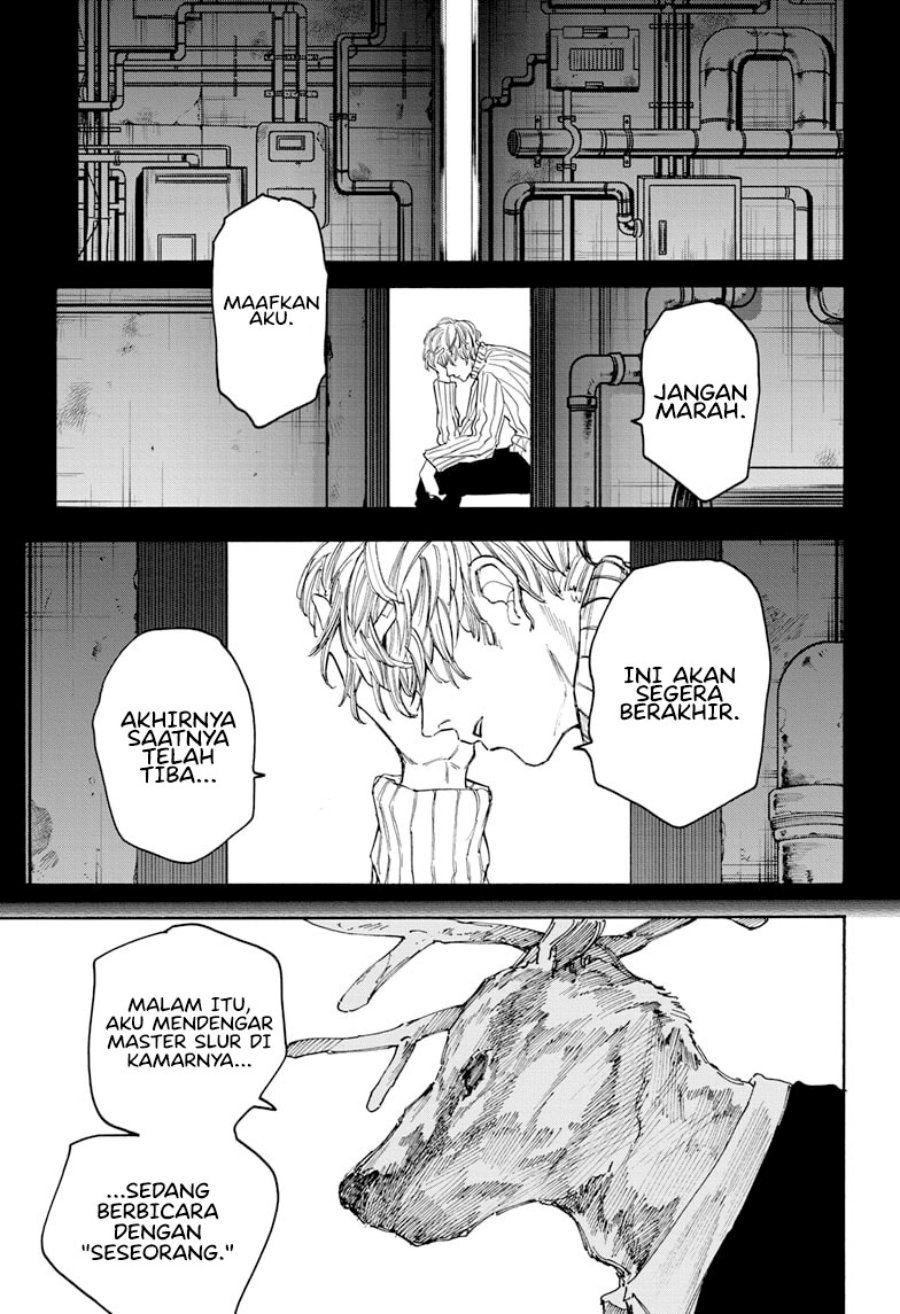 JANGAN
MARAH.
MAAFKAN
AKU.
INI AKAN
SEGERA
BERAKHIR.
AKHIRNYA
SAATNYA
TELAH
TIBA...
MALAM ITU,
AKU MENDENGAR
MASTER SLUR DI
KAMARNYA...
...SEDANG
BERBICARA
DENGAN
"SESEORANG."